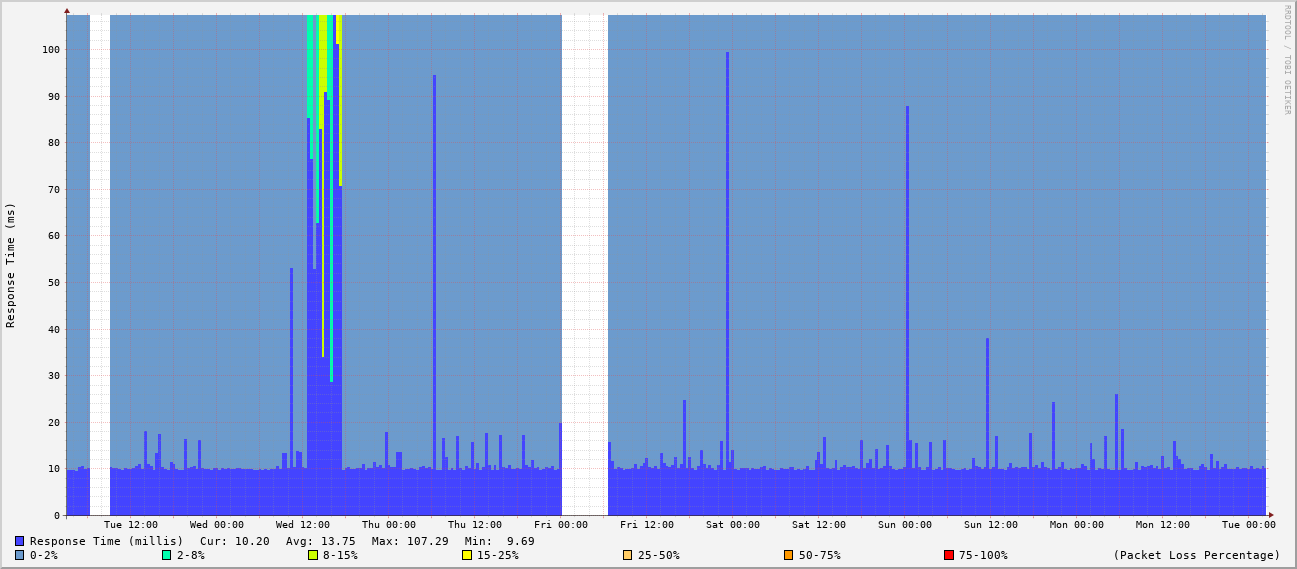 RRDTOOL / TOBI OETIKER
Response Time (ms)
100
90
80
70
60
50
40
30
20
10
0
Tue 12:00 Wed 00:00 Wed 12:00 Thu 00:00 Thu 12:00 Fri 00:00 Fri 12:00 Sat 00:00 Sat 12:00 Sun 00:00 Sun 12:00 Mon 00:00 Mon 12:00 Tue 00:00
Response Time (millis) Cur: 10.20 Avg: 13.75 Max: 107.29 Min: 9.69
0-2% 2-8% 8-15% 15-25% 25-50% 50-75% 75-100% (Packet Loss Percentage)